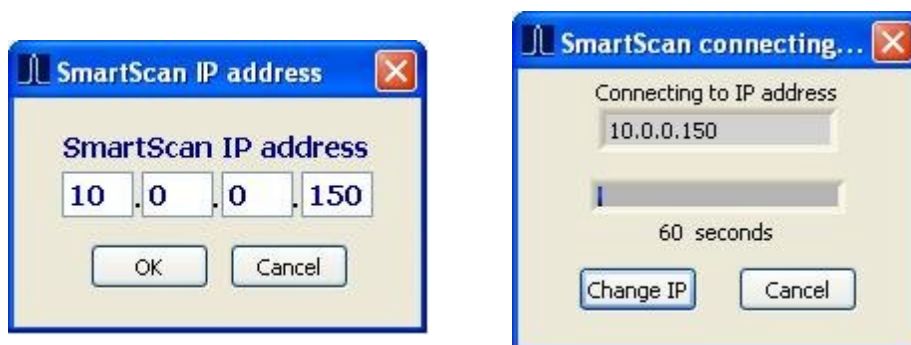 SmartScan IP address
SmartScan IP address
10 . 0 . 0 . 150
OK Cancel
SmartScan connecting...
Connecting to IP address
10.0.0.150
60 seconds
Change IP Cancel